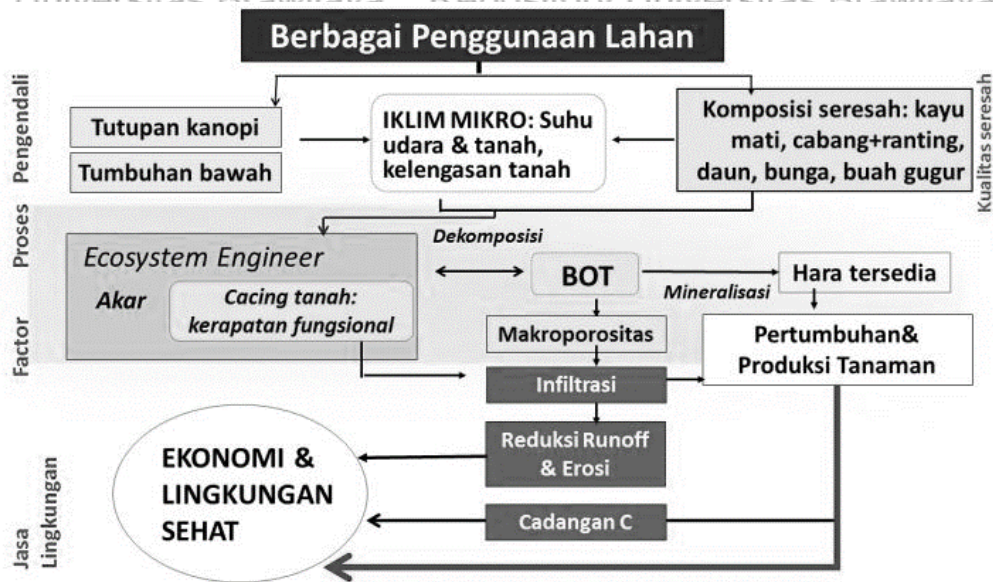 Berbagai Penggunaan Lahan
Pengendali
Tutupan kanopi
Tumbuhan bawah
IKLIM MIKRO: Suhu
udara & tanah,
kelengasan tanah
Komposisi seresah: kayu
mati, cabang+ranting,
daun, bunga, buah gugur
Kualitas seresah
Proses
Factor
Ecosystem Engineer
Akar
Cacing tanah:
kerapatan fungsional
Dekomposisi
BOT
Mineralisasi
Hara tersedia
Makroporositas
Pertumbuhan&
Produksi Tanaman
Infiltrasi
Reduksi Runoff
& Erosi
Cadangan C
EKONOMI &
LINGKUNGAN
SEHAT
Jasa
Lingkungan